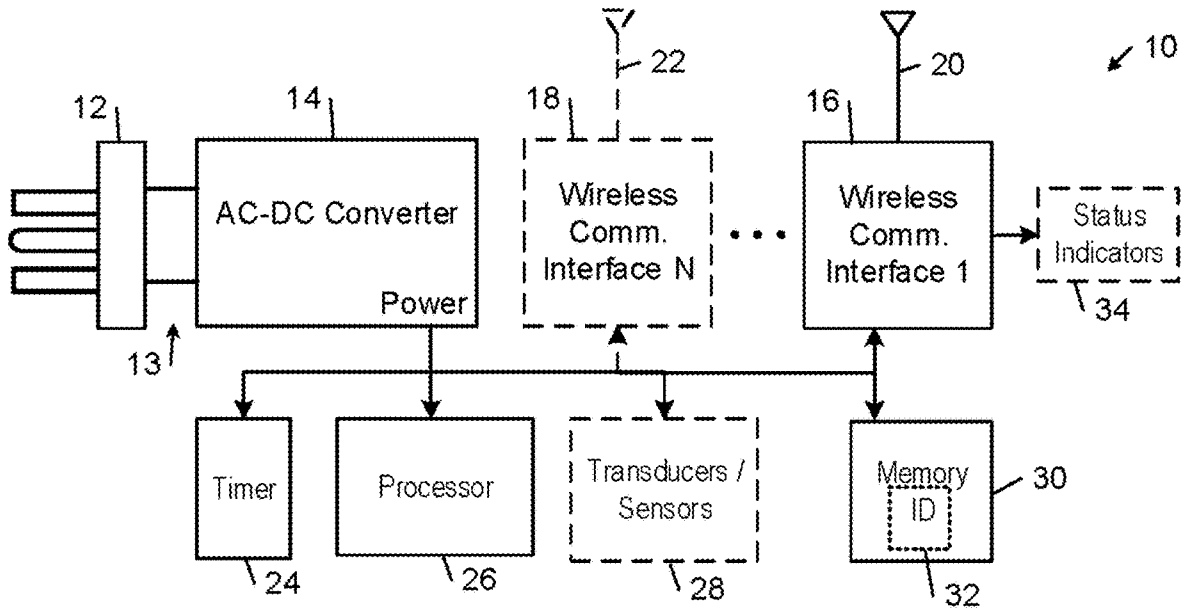 22
20
10
12
14
18
16
AC-DC Converter
Power
Wireless
Comm.
Interface N
Wireless
Comm.
Interface 1
Status
Indicators
34
13
Timer
Processor
Transducers /
Sensors
Memory
ID
30
24
26
28
32